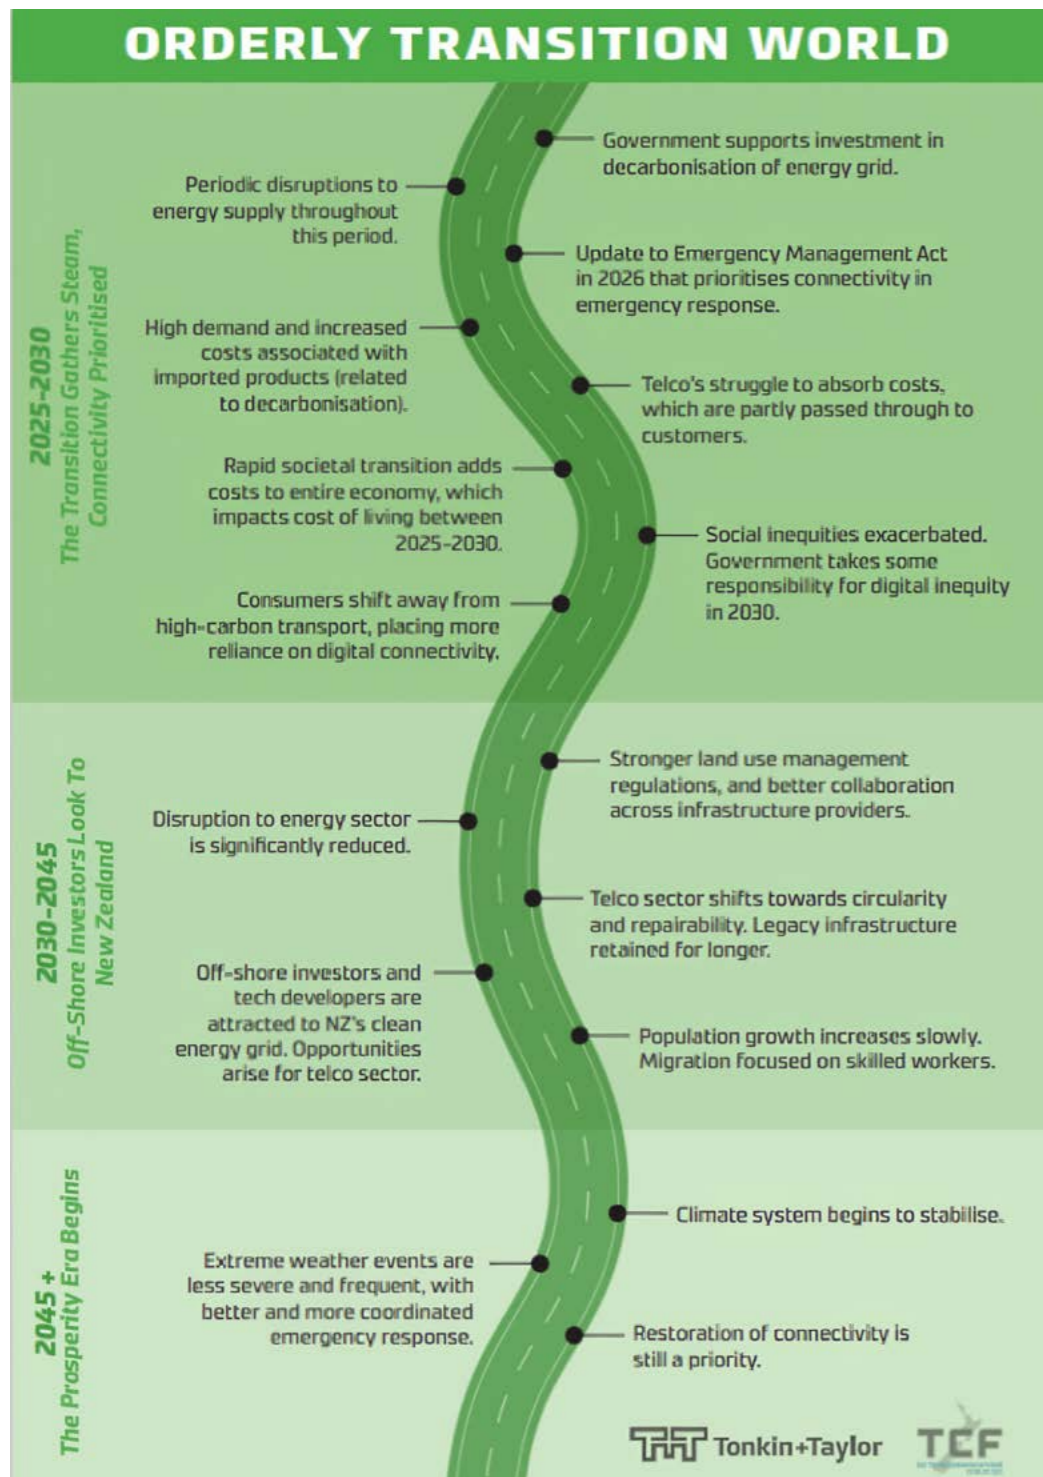 ORDERLY TRANSITION WORLD
2025-2030
The Transition Gathers Steam,
Connectivity Prioritised
Government supports investment in
decarbonisation of energy grid.
Periodic disruptions to
energy supply throughout
this period.
Update to Emergency Management Act
in 2026 that prioritises connectivity in
emergency response.
High demand and increased
costs associated with
imported products (related
to decarbonisation).
Telco's struggle to absorb costs,
which are partly passed through to
customers.
Rapid societal transition adds
costs to entire economy, which
impacts cost of living between
2025-2030.
Social inequities exacerbated.
Government takes some
responsibility for digital inequity
in 2030.
Consumers shift away from
high-carbon transport, placing more
reliance on digital connectivity.
2030-2045
Off-Shore Investors Look To
New Zealand
Stronger land use management
regulations, and better collaboration
across infrastructure providers.
Disruption to energy sector
is significantly reduced.
Telco sector shifts towards circularity
and repairability. Legacy infrastructure
retained for longer.
Off-shore investors and
tech developers are
attracted to NZ's clean
energy grid. Opportunities
arise for telco sector.
Population growth increases slowly.
Migration focused on skilled workers.
2045 +
The Prosperity Era Begins
Climate system begins to stabilise.
Extreme weather events are
less severe and frequent, with
better and more coordinated
emergency response.
Restoration of connectivity is
still a priority.
Tonkin+Taylor
TCF